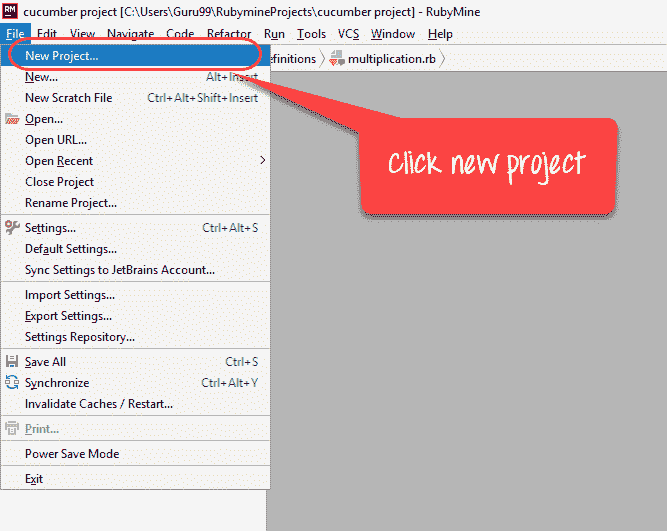 RM cucumber project [C:\Users\Guru99\RubymineProjects\cucumber project] - RubyMine
File Edit View Navigate Code Refactor Run Tools VCS Window Help
New Project...
efinitions multiplication.rb
New... Alt+Insert
New Scratch File Ctrl+Alt+Shift+Insert
Open...
Open URL...
Open Recent
Close Project
Rename Project...
Click new project
Settings... Ctrl+Alt+S
Default Settings...
Sync Settings to JetBrains Account...
Import Settings...
Export Settings...
Settings Repository...
Save All Ctrl+S
Synchronize Ctrl+Alt+Y
Invalidate Caches / Restart...
Print...
Power Save Mode
Exit